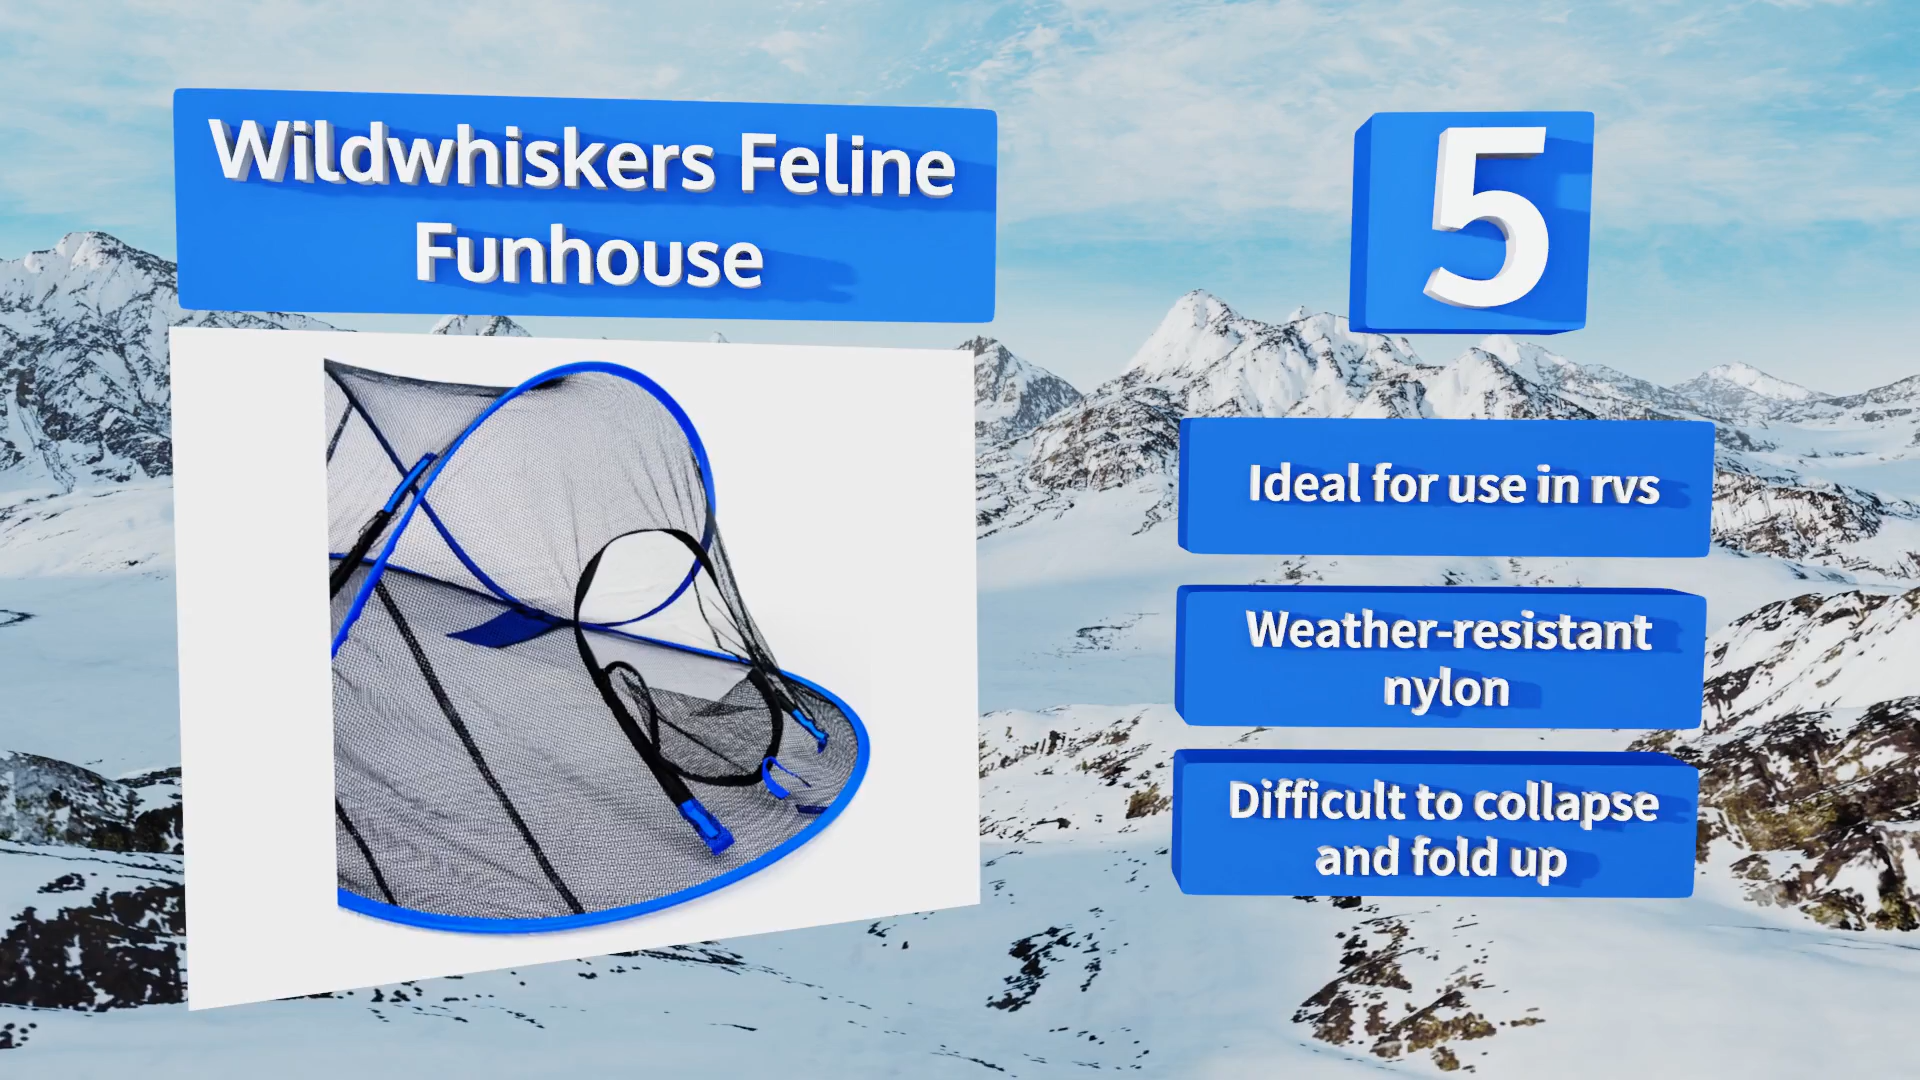 Wildwhiskers Feline
Funhouse
5
Ideal for use in rvs
Weather-resistant
nylon
Difficult to collapse
and fold up